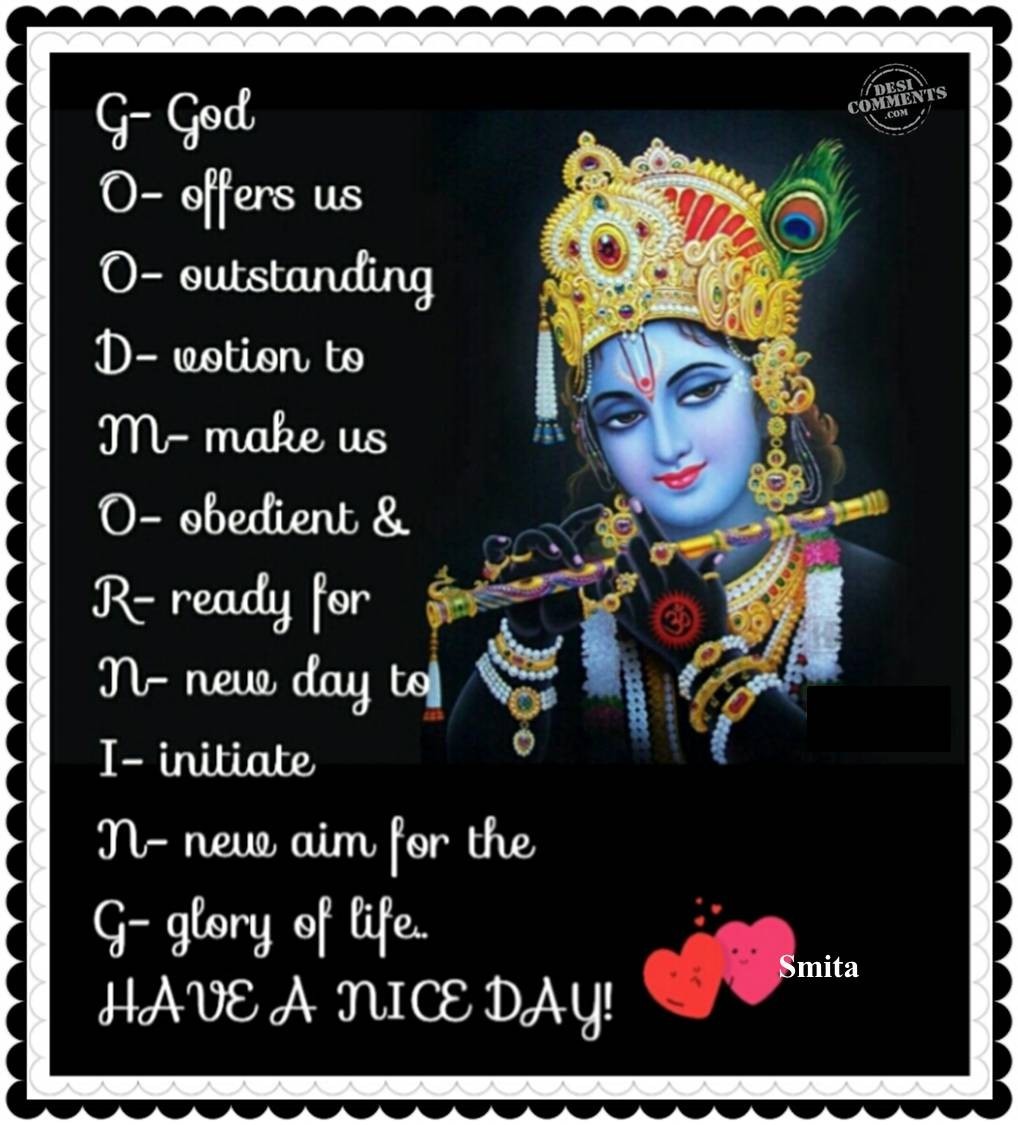 DESI
COMMENTS
.COM
G- God
O- offers us
O- outstanding
D- votion to
M- make us
O- obedient &
R- ready for
N- new day to
I- initiate
N- new aim for the
G- glory of life..
HAVE A NICE DAY!
Smita
ॐ